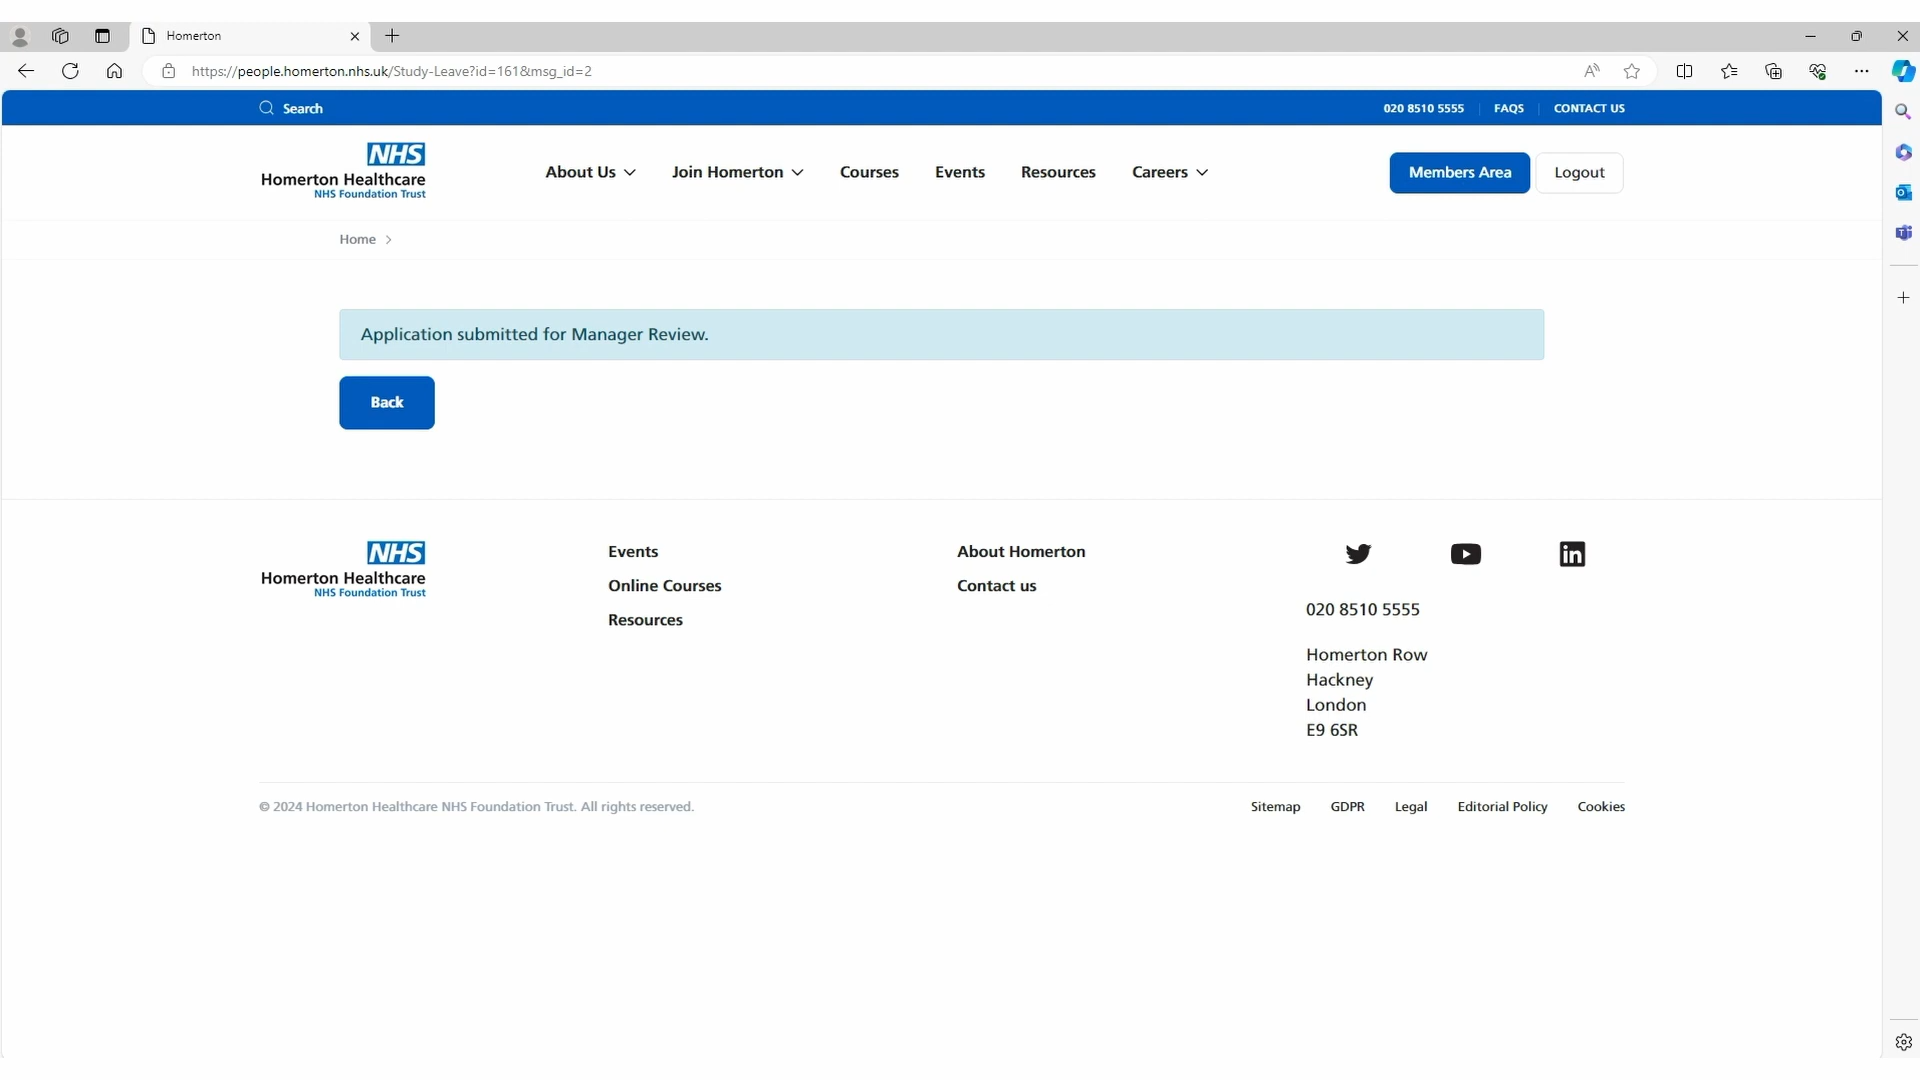 Homerton
https://people.homerton.nhs.uk/Study-Leave?id=161&msg_id=2
Search
020 8510 5555
FAQS
CONTACT US
NHS
Homerton Healthcare
NHS Foundation Trust
About Us
Join Homerton
Courses
Events
Resources
Careers
Members Area
Logout
Home
Application submitted for Manager Review.
Back
NHS
Homerton Healthcare
NHS Foundation Trust
Events
Online Courses
Resources
About Homerton
Contact us
020 8510 5555
Homerton Row
Hackney
London
E9 6SR
© 2024 Homerton Healthcare NHS Foundation Trust. All rights reserved.
Sitemap
GDPR
Legal
Editorial Policy
Cookies